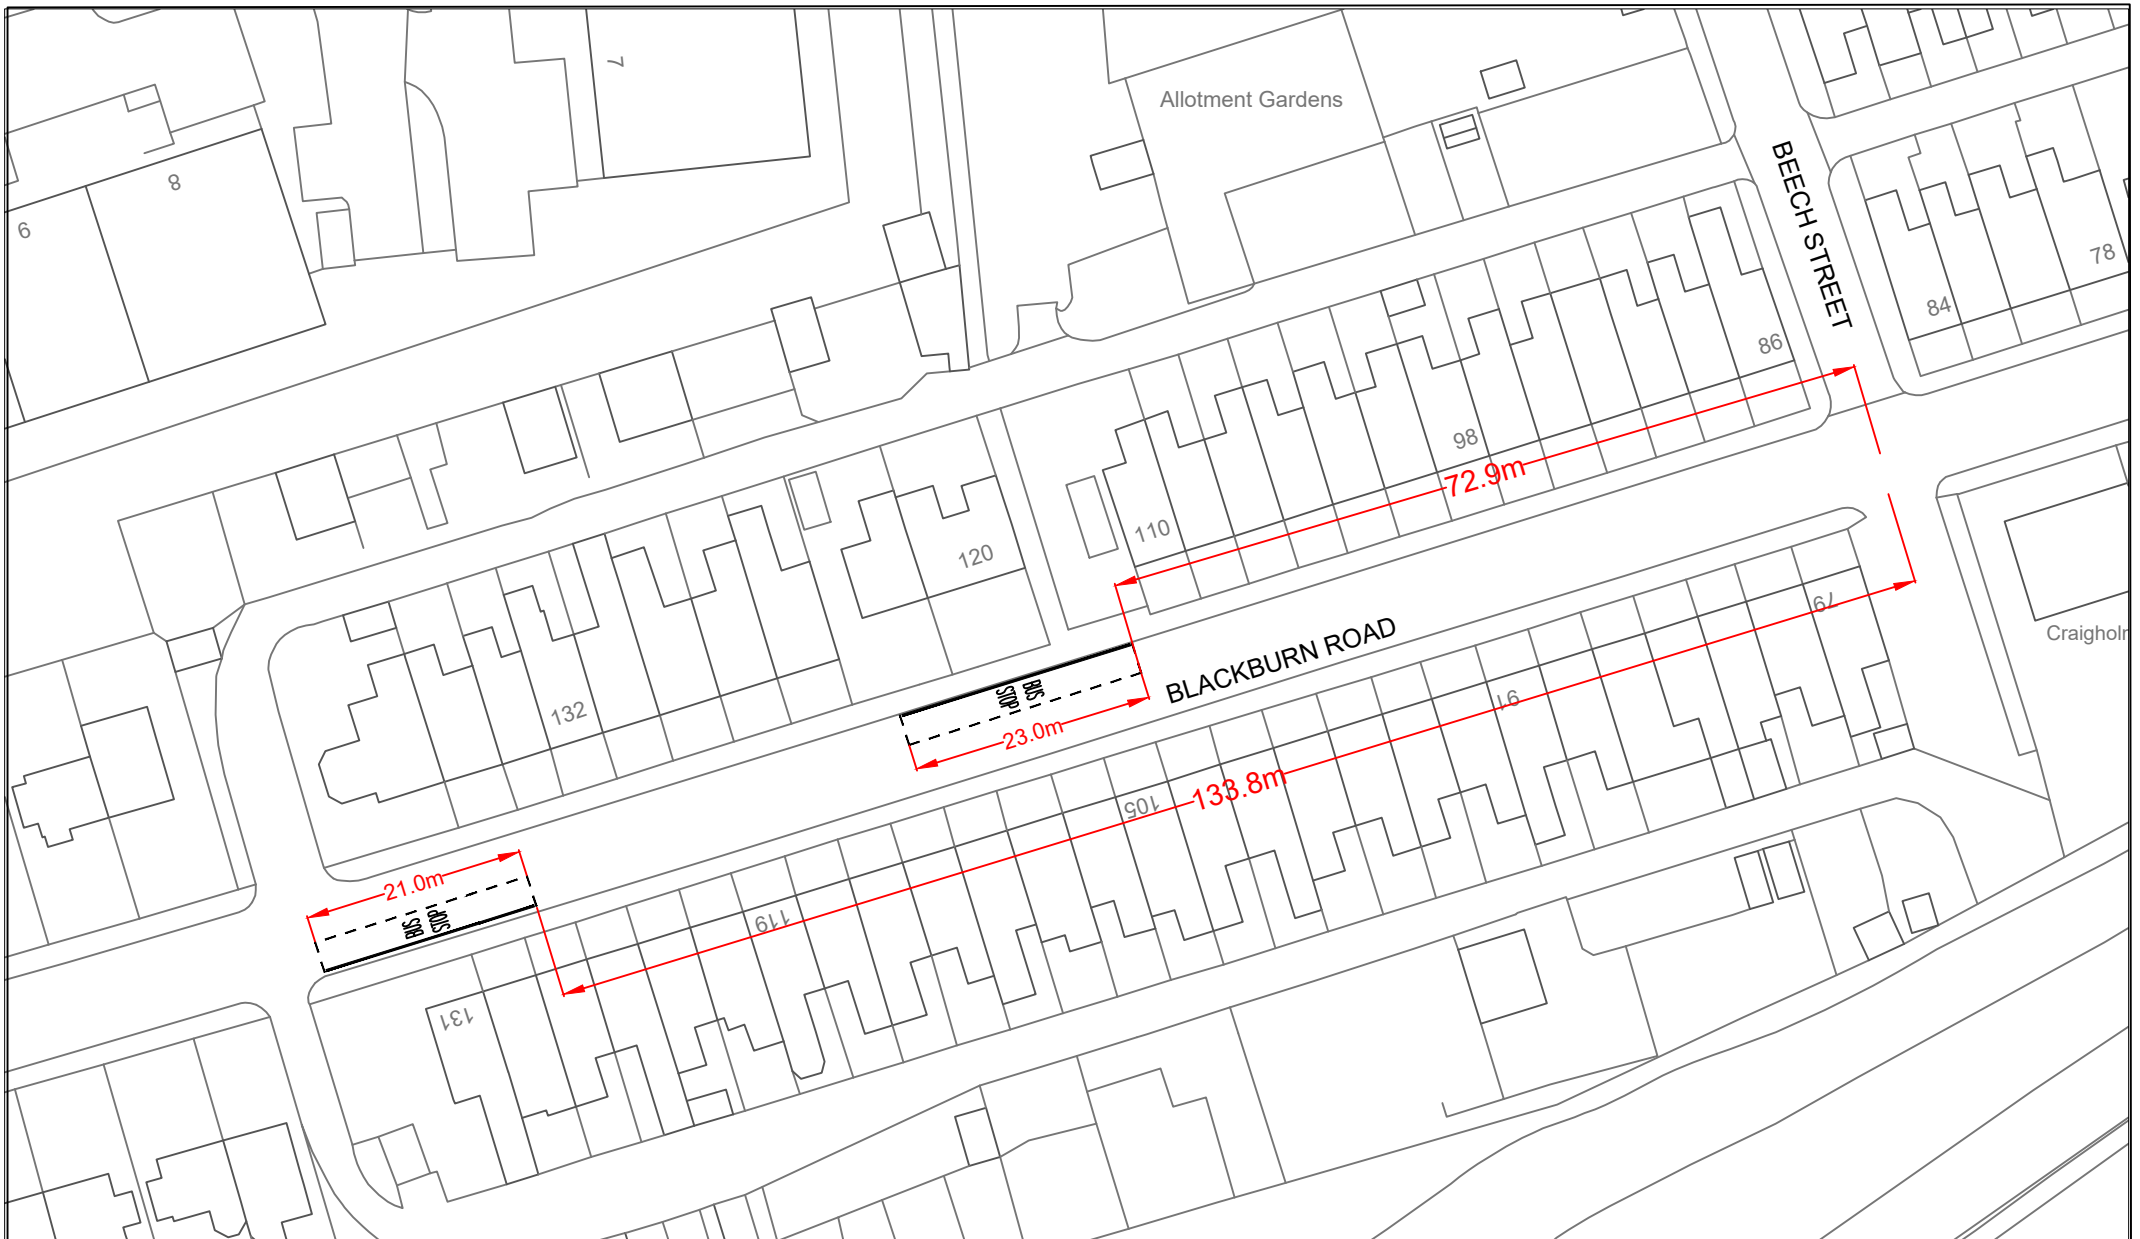 7
Allotment Gardens
8
6
BEECH STREET
78
84
86
98
72.9m
110
120
79
Craighol
BLACKBURN ROAD
BUS
STOP
132
91
23.0m
133.8m
105
21.0m
BUS
STOP
119
131